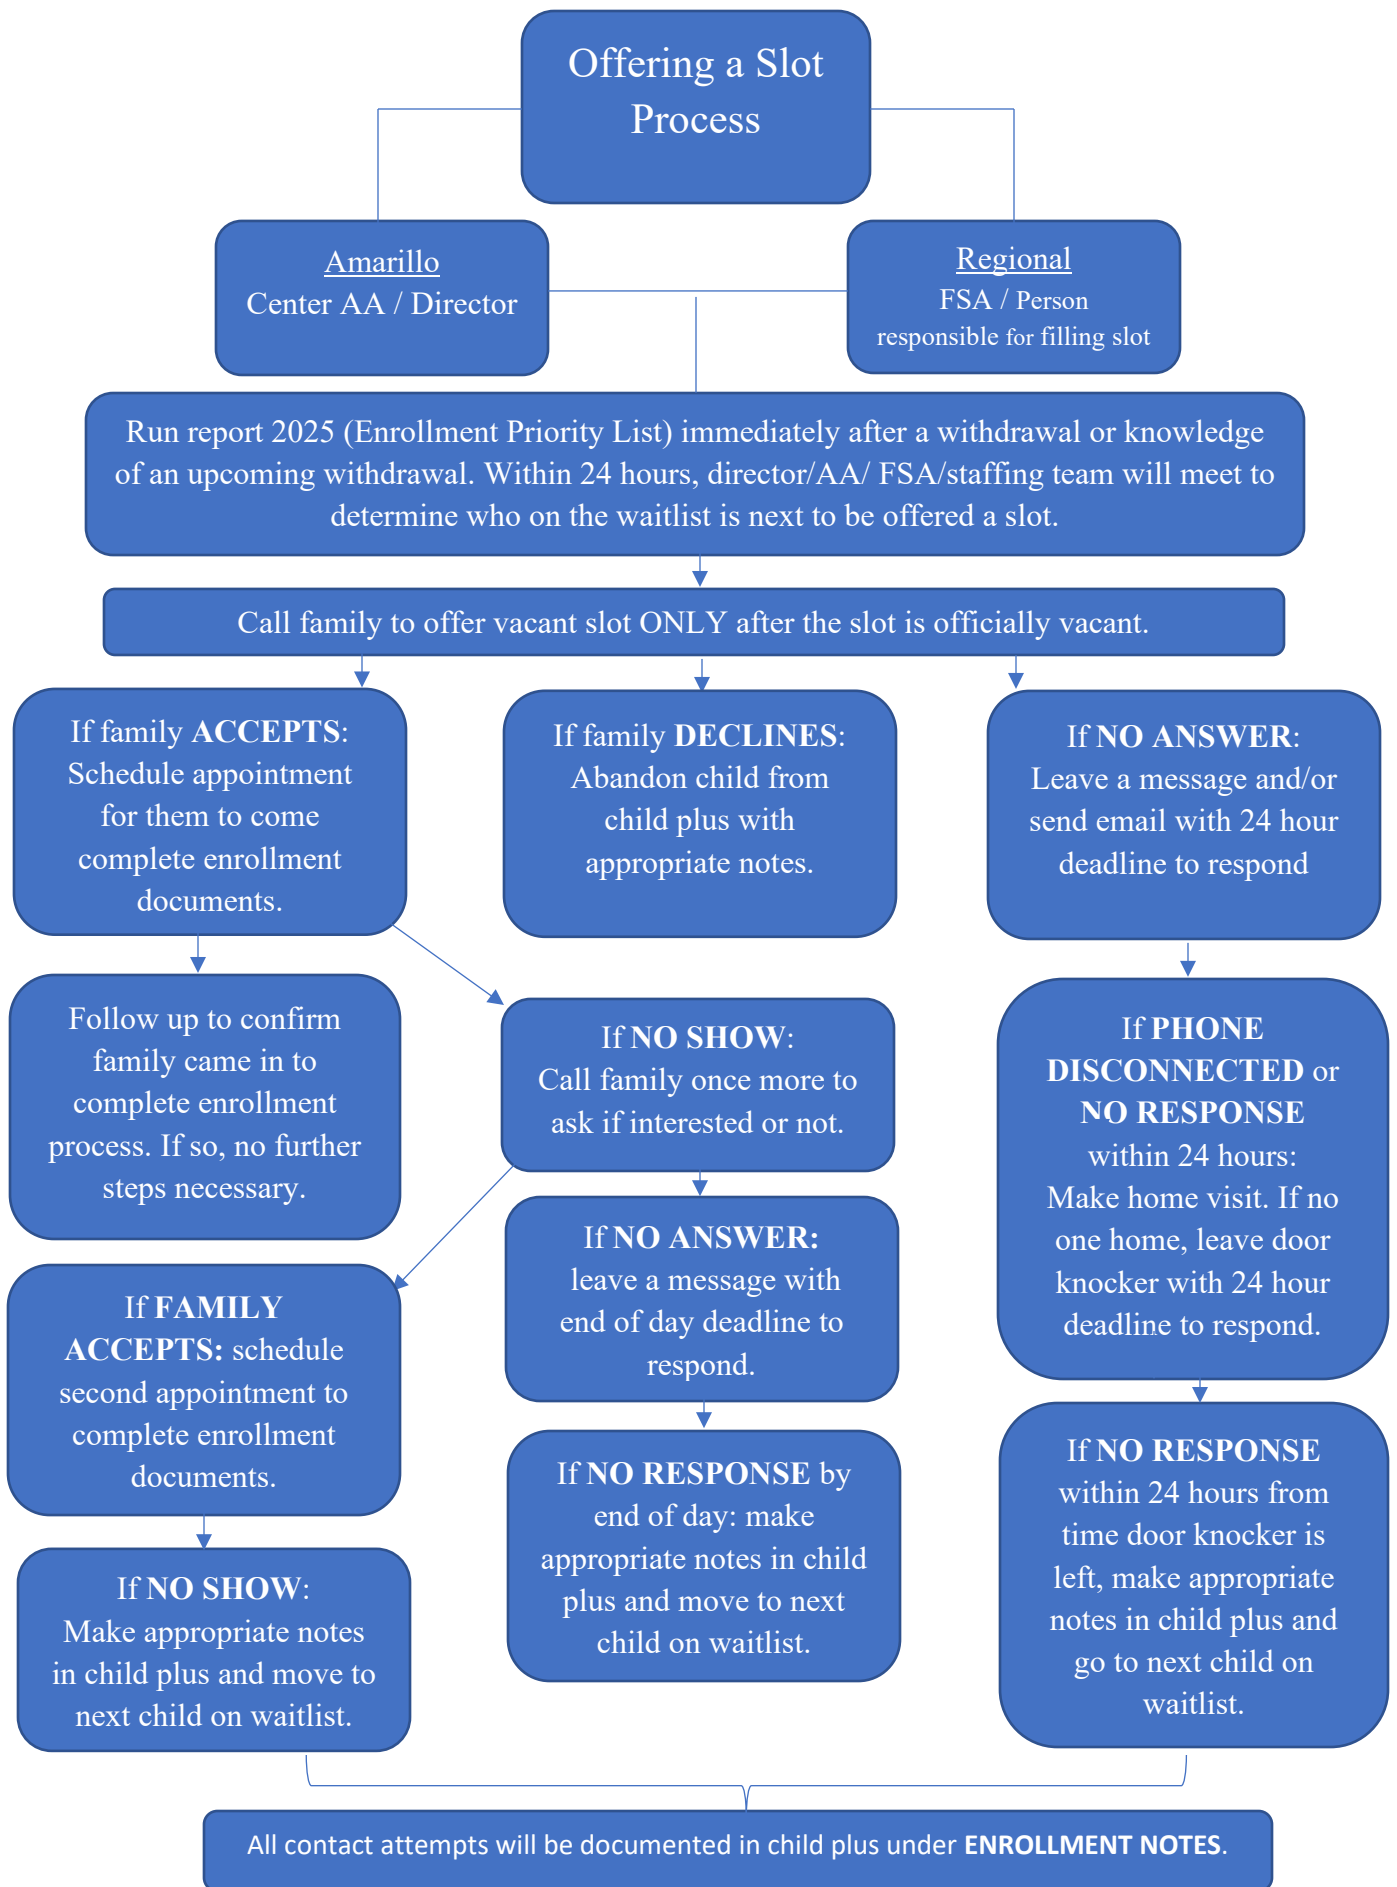 Offering a Slot
Process
Amarillo
Center AA / Director
Regional
FSA / Person
responsible for filling slot
Run report 2025 (Enrollment Priority List) immediately after a withdrawal or knowledge
of an upcoming withdrawal. Within 24 hours, director/AA/ FSA/staffing team will meet to
determine who on the waitlist is next to be offered a slot.
Call family to offer vacant slot ONLY after the slot is officially vacant.
If family ACCEPTS:
Schedule appointment
for them to come
complete enrollment
documents.
If family DECLINES:
Abandon child from
child plus with
appropriate notes.
If NO ANSWER:
Leave a message and/or
send email with 24 hour
deadline to respond
Follow up to confirm
family came in to
complete enrollment
process. If so, no further
steps necessary.
If NO SHOW:
Call family once more to
ask if interested or not.
If PHONE
DISCONNECTED or
NO RESPONSE
within 24 hours:
Make home visit. If no
one home, leave door
knocker with 24 hour
deadline to respond.
If FAMILY
ACCEPTS: schedule
second appointment to
complete enrollment
documents.
If NO ANSWER:
leave a message with
end of day deadline to
respond.
If NO RESPONSE by
end of day: make
appropriate notes in child
plus and move to next
child on waitlist.
If NO RESPONSE
within 24 hours from
time door knocker is
left, make appropriate
notes in child plus and
go to next child on
waitlist.
If NO SHOW:
Make appropriate notes
in child plus and move to
next child on waitlist.
All contact attempts will be documented in child plus under ENROLLMENT NOTES.